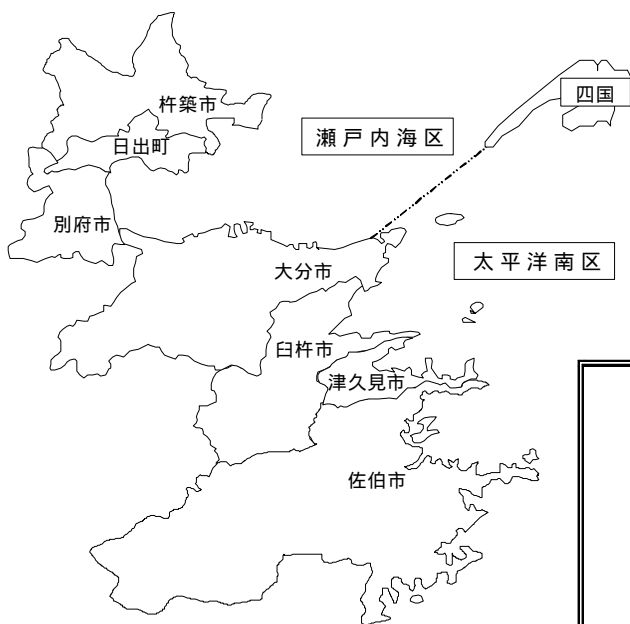 四国
杵築市
瀬戸内海区
日出町
別府市
太平洋南区
大分市
臼杵市
津久見市
佐伯市